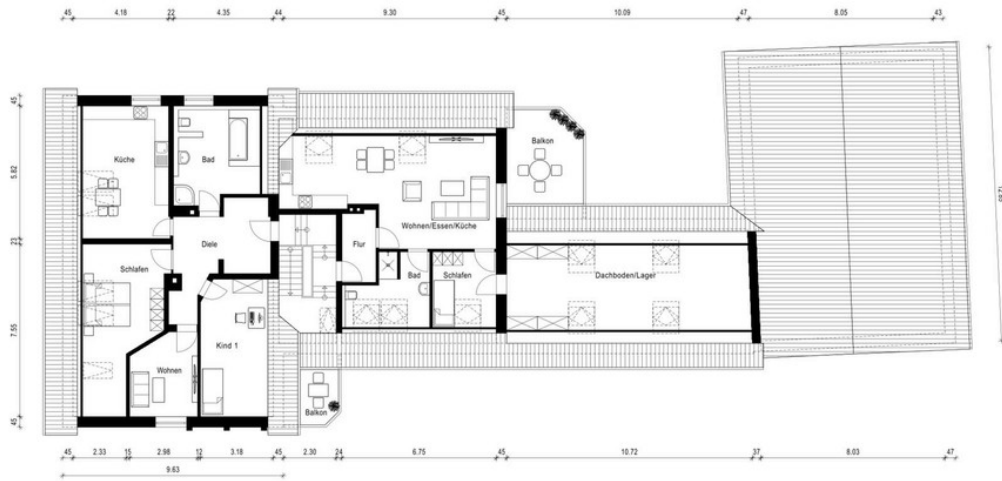 45 4.18 22 4.35 44 9.30 45 10.09 47 8.05 43
45
5.82
23
7.55
45
Küche
Bad
Balkon
Wohnen/Essen/Küche
Diele
Flur
Schlafen
Bad
Schlafen
Dachboden/Lager
Kind 1
Wohnen
Balkon
45 2.33 15 2.98 12 3.18 45 2.30 24 6.75 45 10.72 37 8.03 47
9.63